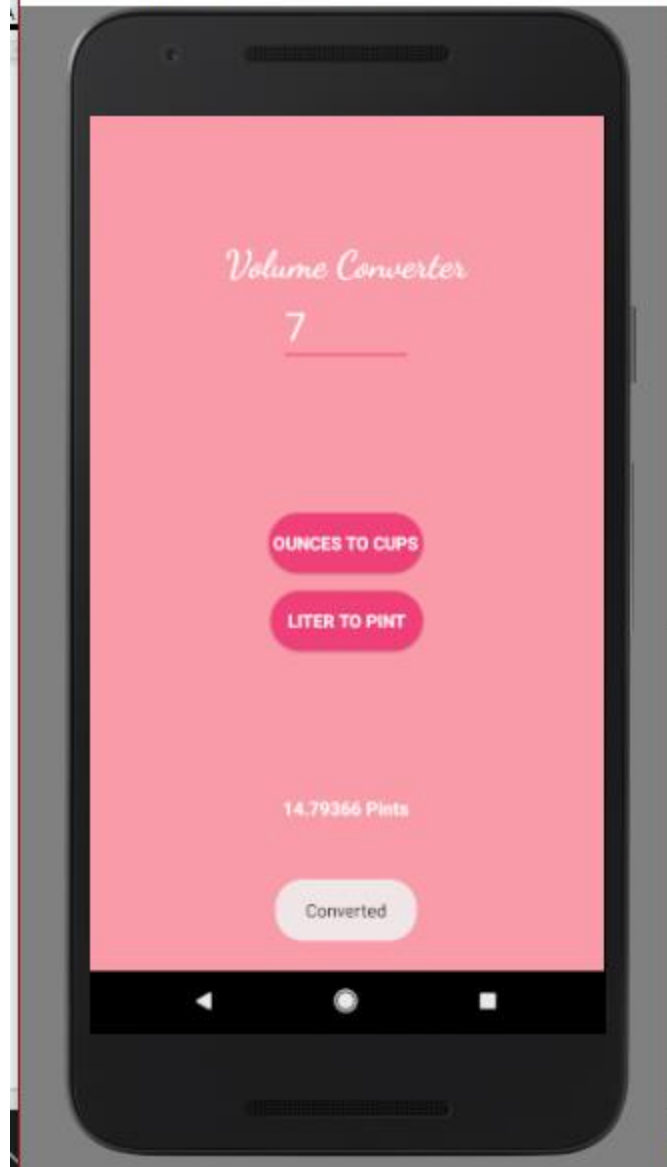 Volume Converter
7
OUNCES TO CUPS
LITER TO PINT
14.79366 Pints
Converted